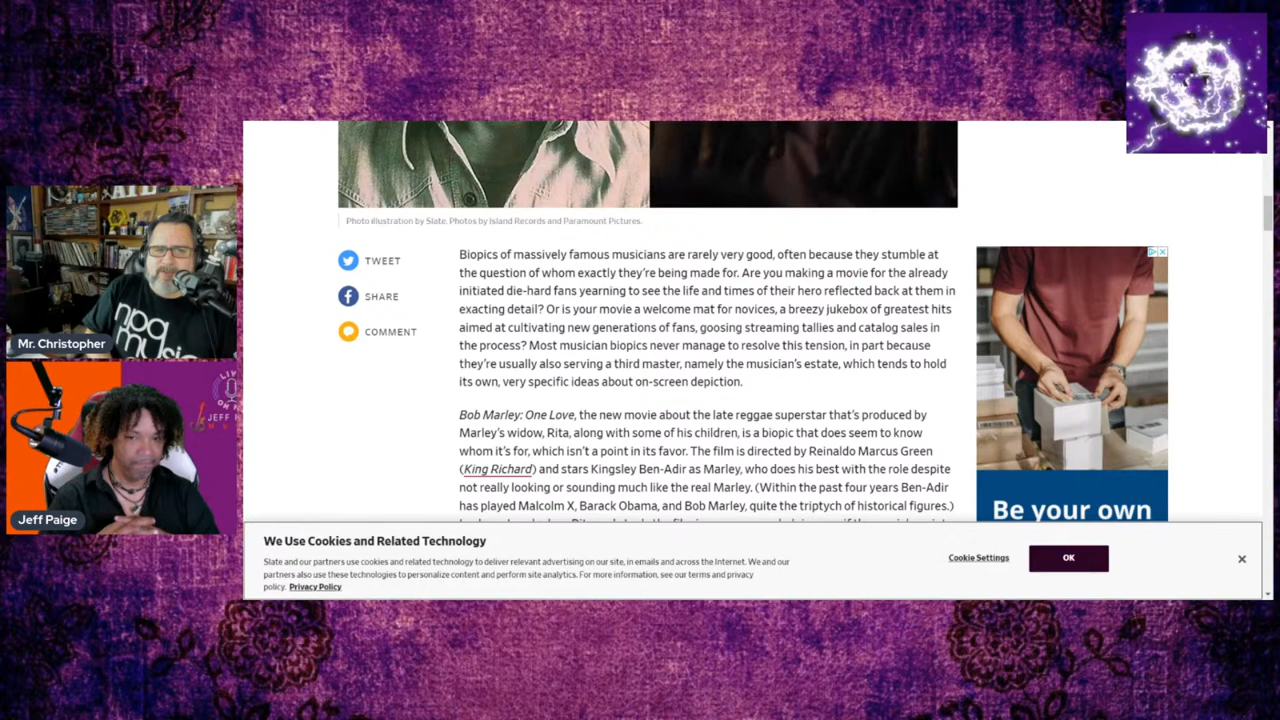 Photo illustration by Slate. Photos by Island Records and Paramount Pictures.
TWEET
SHARE
COMMENT
Biopics of massively famous musicians are rarely very good, often because they stumble at
the question of whom exactly they're being made for. Are you making a movie for the already
initiated die-hard fans yearning to see the life and times of their hero reflected back at them in
exacting detail? Or is your movie a welcome mat for novices, a breezy jukebox of greatest hits
aimed at cultivating new generations of fans, goosing streaming tallies and catalog sales in
the process? Most musician biopics never manage to resolve this tension, in part because
they're usually also serving a third master, namely the musician's estate, which tends to hold
its own, very specific ideas about on-screen depiction.
Bob Marley: One Love, the new movie about the late reggae superstar that's produced by
Marley's widow, Rita, along with some of his children, is a biopic that does seem to know
whom it's for, which isn't a point in its favor. The film is directed by Reinaldo Marcus Green
(King Richard) and stars Kingsley Ben-Adir as Marley, who does his best with the role despite
not really looking or sounding much like the real Marley. (Within the past four years Ben-Adir
has played Malcolm X, Barack Obama, and Bob Marley, quite the triptych of historical figures.)
Be your own
We Use Cookies and Related Technology
Slate and our partners use cookies and related technology to deliver relevant advertising on our site, in emails and across the Internet. We and our
partners also use these technologies to personalize content and perform site analytics. For more information, see our terms and privacy
policy. Privacy Policy
Cookie Settings
OK
npg
music
Mr. Christopher
LIV
ON
JEFF
Jeff Paige